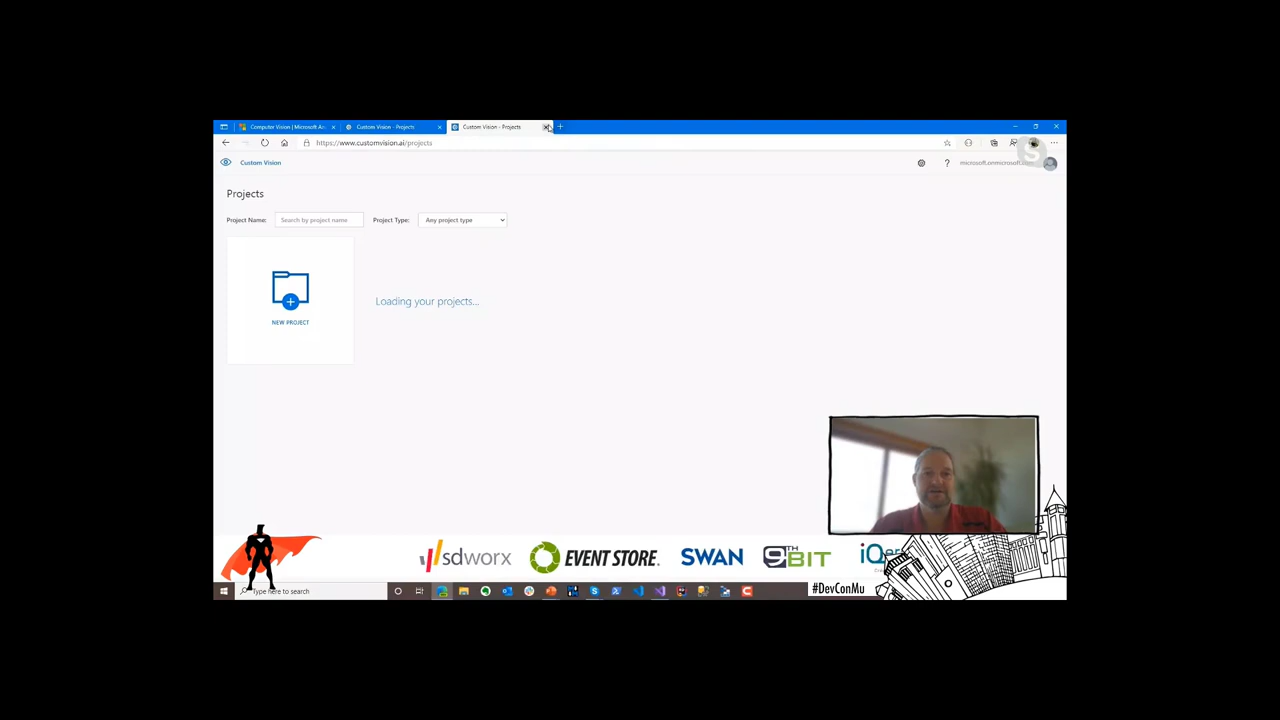 Computer Vision | Microsoft Az
Custom Vision - Projects
Custom Vision - Projects
https://www.customvision.ai/projects
Custom Vision
?
Projects
Project Name:
Search by project name
Project Type:
Any project type
Loading your projects...
NEW PROJECT
sdworx
EVENT STORE.
SWAN
9TH BIT
Type here to search
#DevConMu